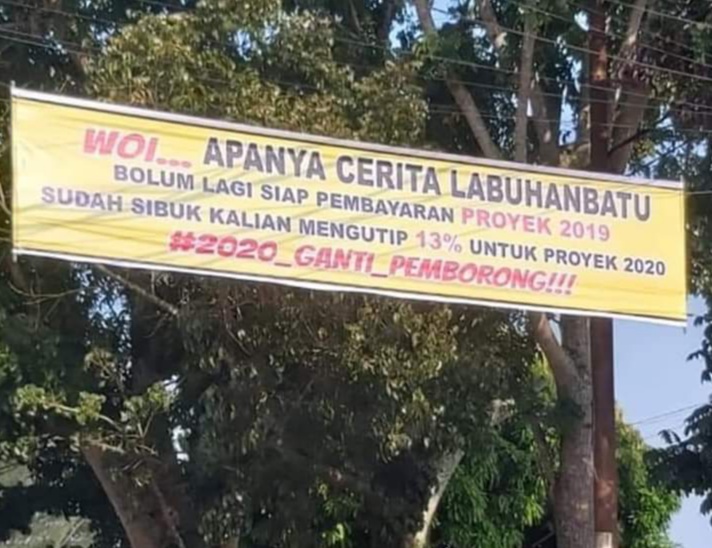 WOI... APANYA CERITA LABUHANBATU
BOLUM LAGI SIAP PEMBAYARAN PROYEK 2019
SUDAH SIBUK KALIAN MENGUTIP 13% UNTUK PROYEK 2020
#2020_GANTI_PEMBORONG!!!